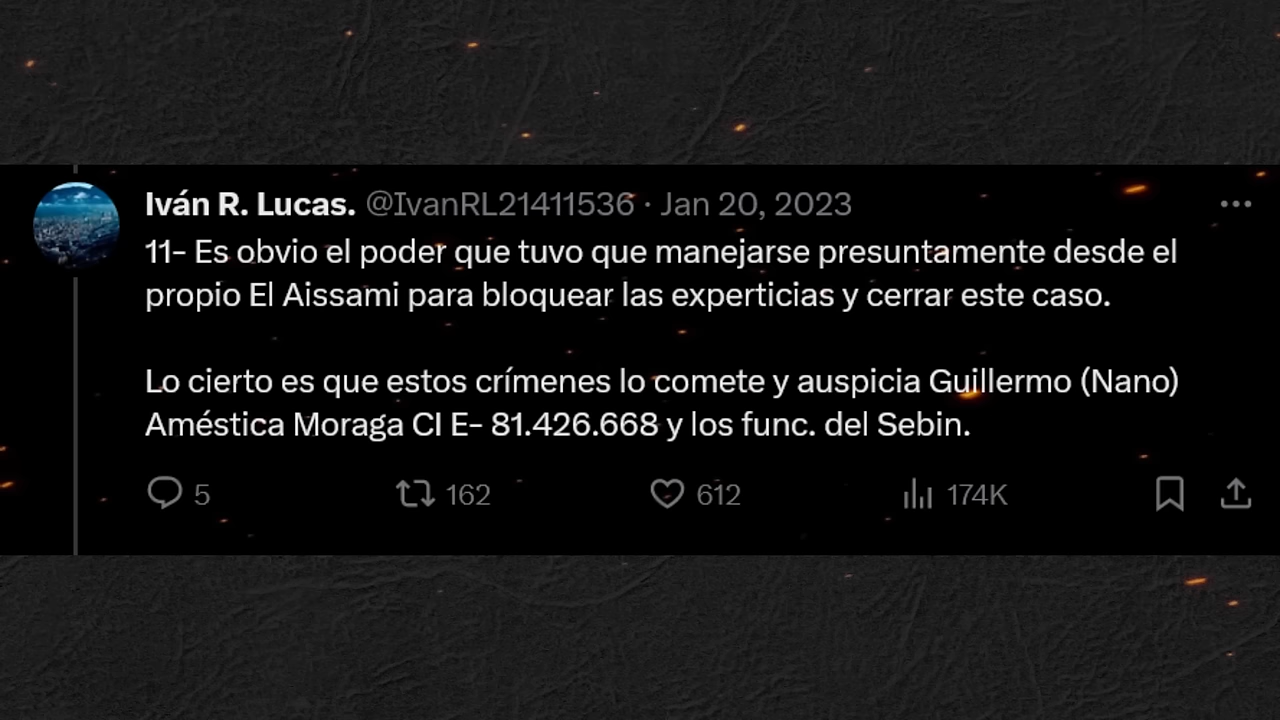 Iván R. Lucas. @IvanRL21411536 · Jan 20, 2023
11- Es obvio el poder que tuvo que manejarse presuntamente desde el
propio El Aissami para bloquear las experticias y cerrar este caso.
Lo cierto es que estos crímenes lo comete y auspicia Guillermo (Nano)
Améstica Moraga CI E- 81.426.668 y los func. del Sebin.
5 162 612 174K